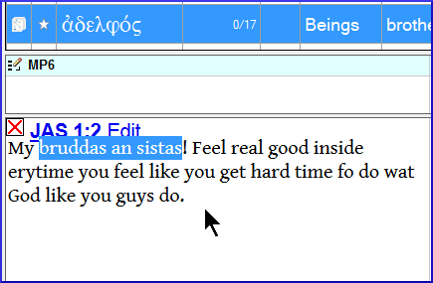 ἀδελφός 0/17 Beings brothe
MP6
JAS 1:2 Edit
My bruddas an sistas! Feel real good inside
erytime you feel like you get hard time fo do wat
God like you guys do.